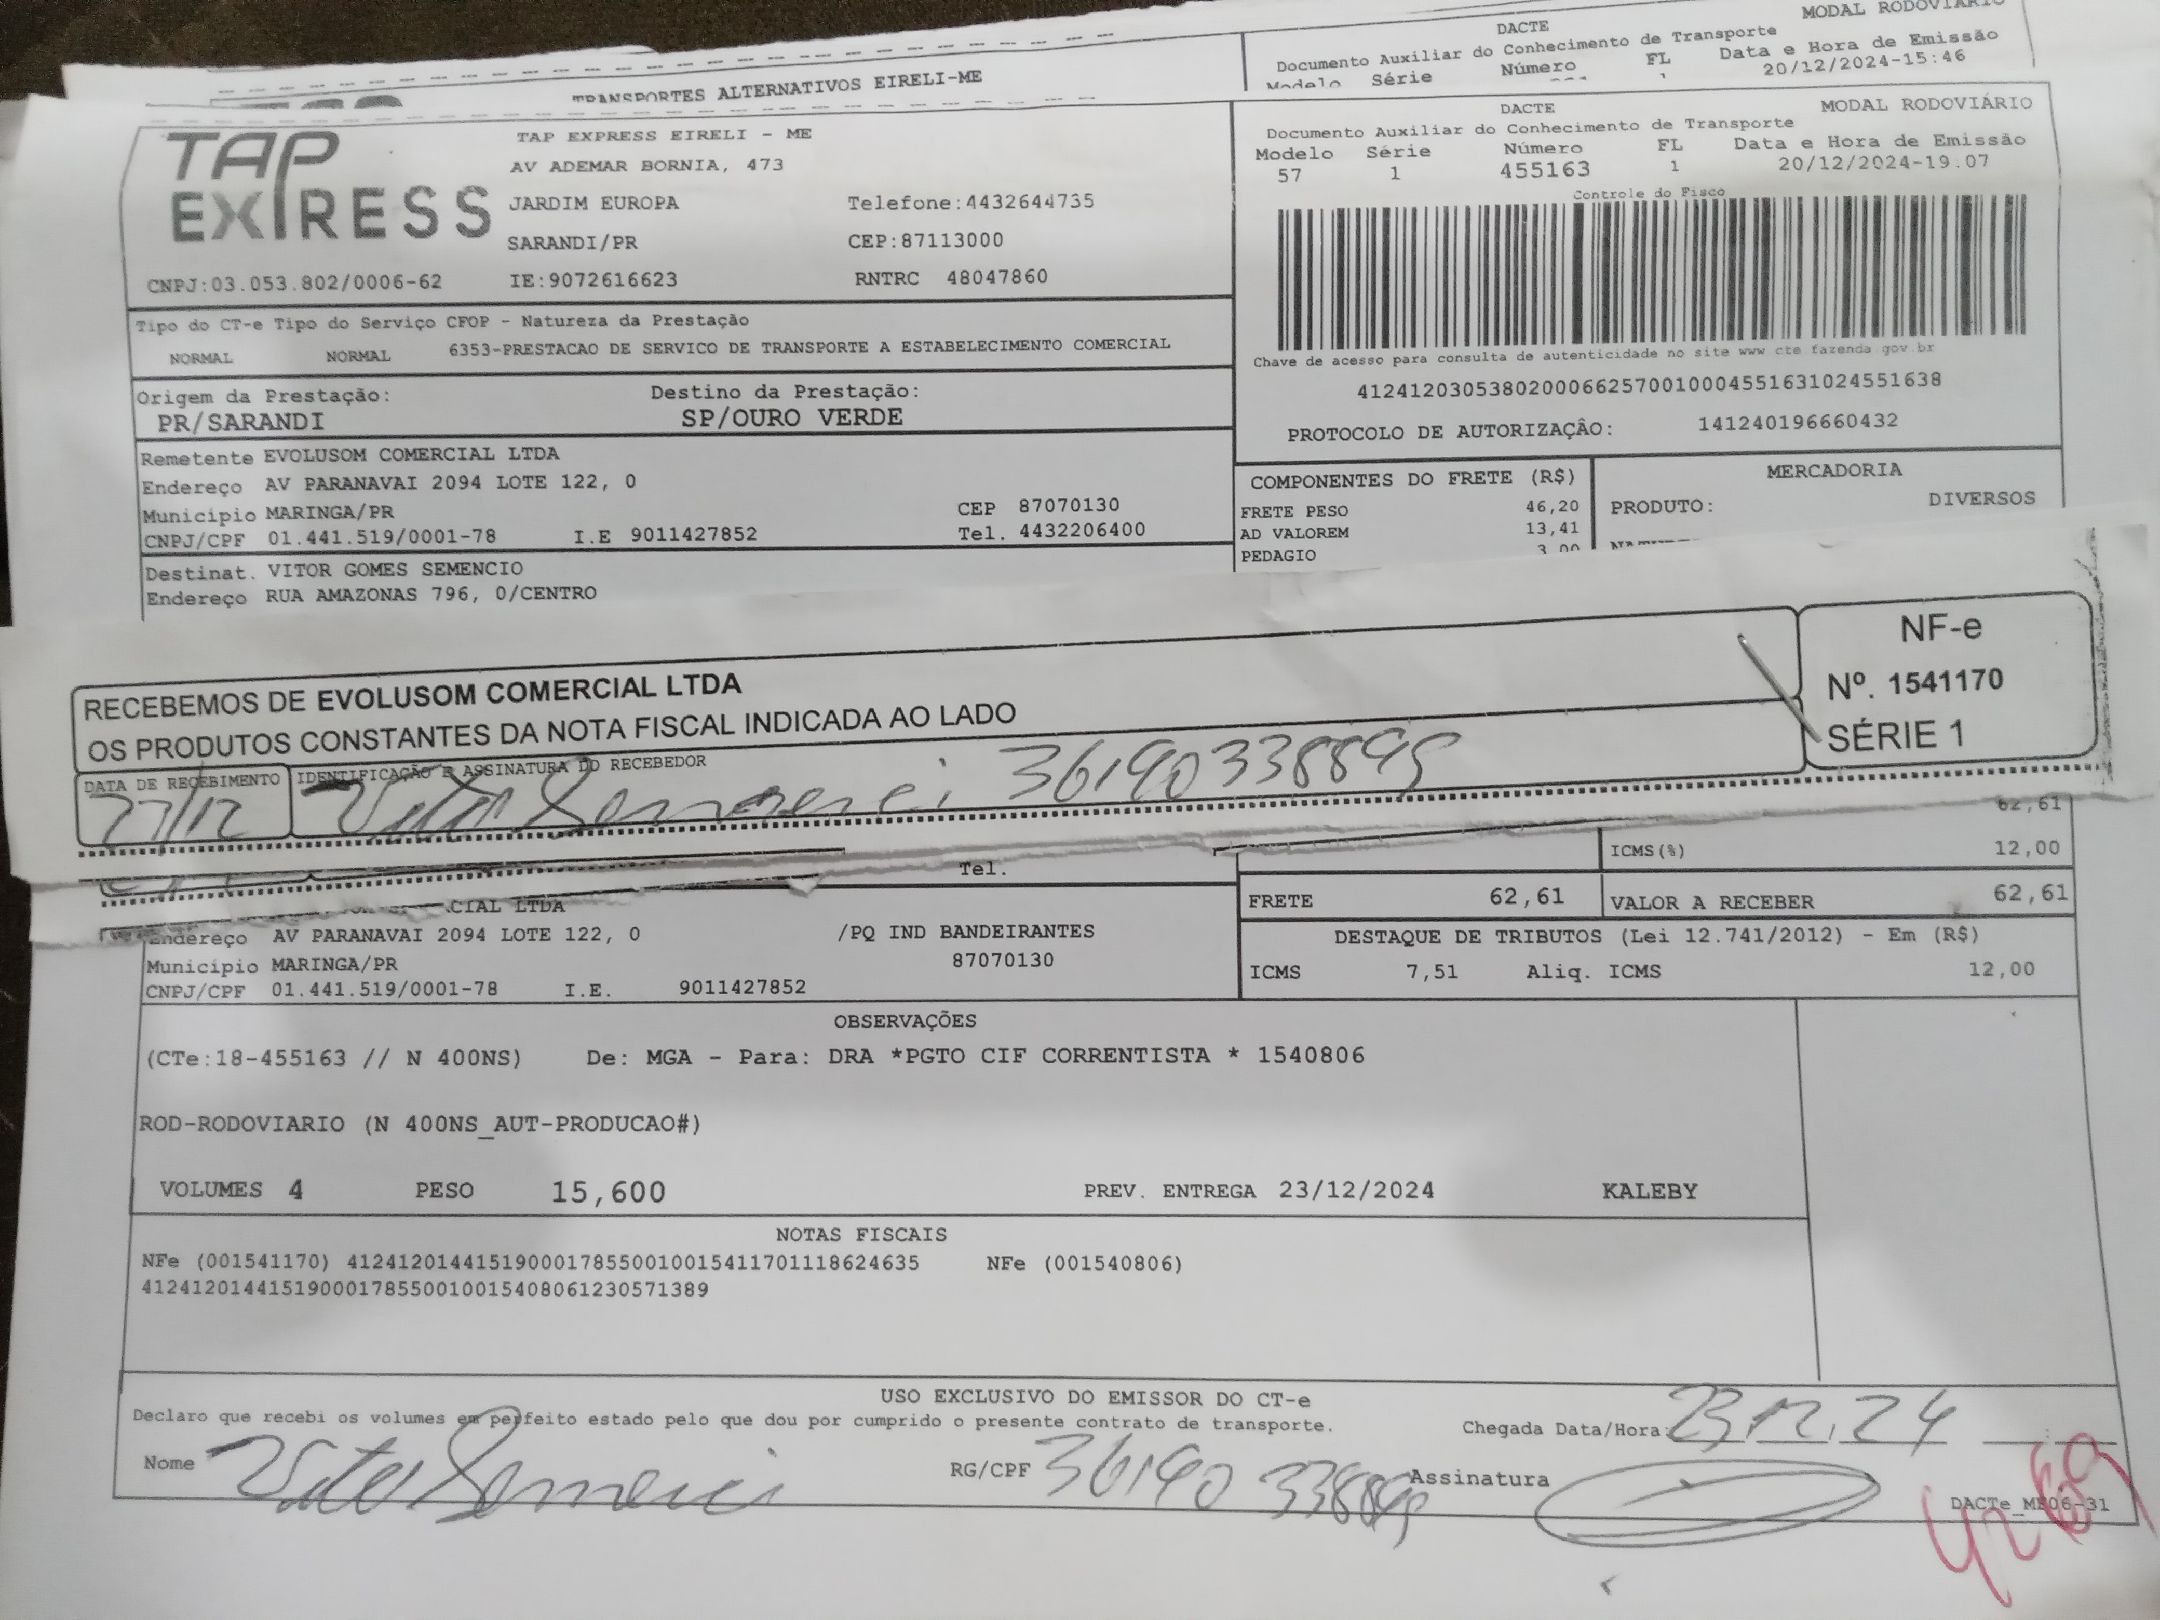 MODAL RODOVIÁRIO
DACTE
Documento Auxiliar do Conhecimento de Transporte
Modelo Série Número FL Data e Hora de Emissão
1 20/12/2024-15:46
TRANSPORTES ALTERNATIVOS EIRELI-ME
TAP EXPRESS
TAP EXPRESS EIRELI - ME
AV ADEMAR BORNIA, 473
JARDIM EUROPA Telefone:4432644735
SARANDI/PR CEP:87113000
CNPJ:03.053.802/0006-62 IE:9072616623 RNTRC 48047860
DACTE MODAL RODOVIÁRIO
Documento Auxiliar do Conhecimento de Transporte
Modelo Série Número FL Data e Hora de Emissão
57 1 455163 1 20/12/2024-19.07
Controle do Fisco
Chave de acesso para consulta de autenticidade no site www cte fazenda gov br
41241203053802000662570010004551631024551638
PROTOCOLO DE AUTORIZAÇÂO: 141240196660432
Tipo do CT-e Tipo do Serviço CFOP - Natureza da Prestação
NORMAL NORMAL 6353-PRESTACAO DE SERVICO DE TRANSPORTE A ESTABELECIMENTO COMERCIAL
Origem da Prestação: Destino da Prestação:
PR/SARANDI SP/OURO VERDE
Remetente EVOLUSOM COMERCIAL LTDA
Endereço AV PARANAVAI 2094 LOTE 122, 0
Município MARINGA/PR CEP 87070130
CNPJ/CPF 01.441.519/0001-78 I.E 9011427852 Tel. 4432206400
Destinat. VITOR GOMES SEMENCIO
Endereço RUA AMAZONAS 796, 0/CENTRO
COMPONENTES DO FRETE (R$) MERCADORIA
FRETE PESO 46,20 PRODUTO: DIVERSOS
AD VALOREM 13,41
PEDAGIO 3,00
RECEBEMOS DE EVOLUSOM COMERCIAL LTDA
OS PRODUTOS CONSTANTES DA NOTA FISCAL INDICADA AO LADO
DATA DE RECEBIMENTO IDENTIFICAÇÃO E ASSINATURA DO RECEBEDOR
NF-e
Nº. 1541170
SÉRIE 1
62,61
ICMS(%) 12,00
Tel.
FRETE 62,61 VALOR A RECEBER 62,61
CIAL LTDA
Endereço AV PARANAVAI 2094 LOTE 122, 0 /PQ IND BANDEIRANTES
Município MARINGA/PR 87070130
CNPJ/CPF 01.441.519/0001-78 I.E. 9011427852
DESTAQUE DE TRIBUTOS (Lei 12.741/2012) - Em (R$)
ICMS 7,51 Aliq. ICMS 12,00
OBSERVAÇÕES
(CTe:18-455163 // N 400NS) De: MGA - Para: DRA *PGTO CIF CORRENTISTA * 1540806
ROD-RODOVIARIO (N 400NS_AUT-PRODUCAO#)
VOLUMES 4 PESO 15,600 PREV. ENTREGA 23/12/2024 KALEBY
NOTAS FISCAIS
NFe (001541170) 41241201441519000178550010015411701118624635 NFe (001540806)
41241201441519000178550010015408061230571389
USO EXCLUSIVO DO EMISSOR DO CT-e
Declaro que recebi os volumes em perfeito estado pelo que dou por cumprido o presente contrato de transporte.
Chegada Data/Hora: 23,12,24
Nome RG/CPF Assinatura
DACTe_MF06-31